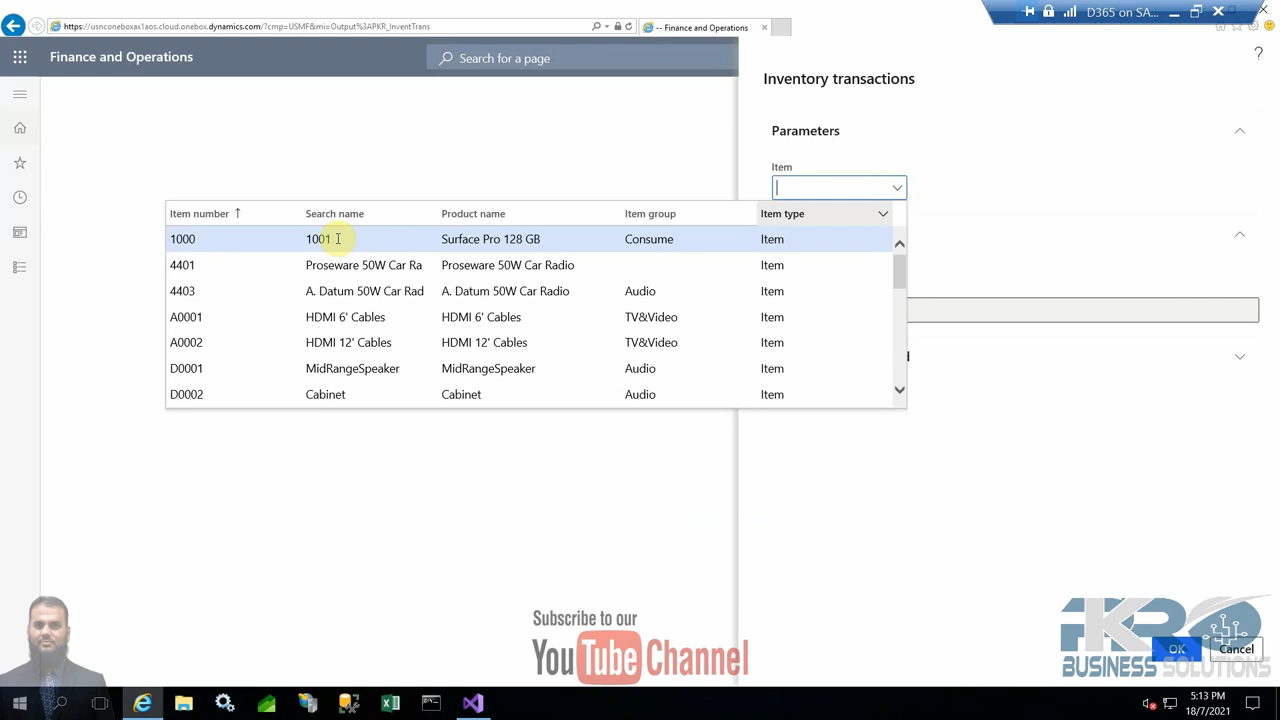 https://usnconeboxax1aos.cloud.onebox.dynamics.com/?cmp=USMF&mi=Output%3APKR_InventTrans
-- Finance and Operations
D365 on SA...
Finance and Operations
Search for a page
?
Inventory transactions
Parameters
Item
Item number Search name Product name Item group Item type
1000 1001 Surface Pro 128 GB Consume Item
4401 Proseware 50W Car Ra Proseware 50W Car Radio Item
4403 A. Datum 50W Car Rad A. Datum 50W Car Radio Audio Item
A0001 HDMI 6' Cables HDMI 6' Cables TV&Video Item
A0002 HDMI 12' Cables HDMI 12' Cables TV&Video Item
D0001 MidRangeSpeaker MidRangeSpeaker Audio Item
D0002 Cabinet Cabinet Audio Item
Subscribe to our
YouTube Channel
OK Cancel
BUSINESS SOLUTIONS
5:13 PM
18/7/2021